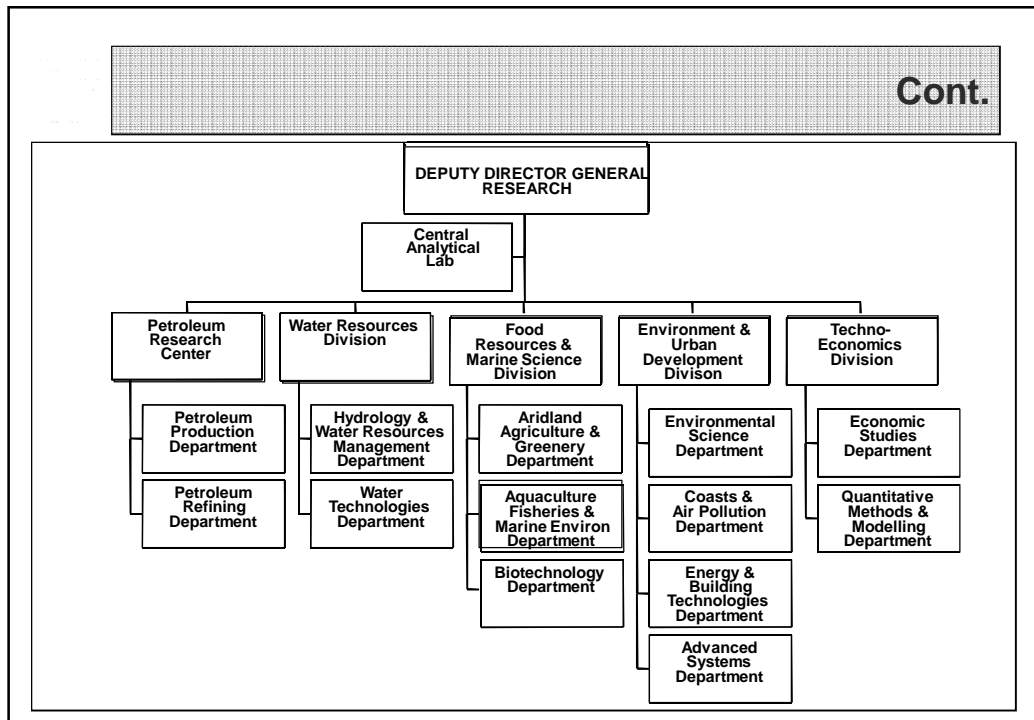 Cont.
DEPUTY DIRECTOR GENERAL
RESEARCH
Central
Analytical
Lab
Petroleum
Research
Center
Water Resources
Division
Food
Resources &
Marine Science
Division
Environment &
Urban
Development
Divison
Techno-
Economics
Division
Petroleum
Production
Department
Hydrology &
Water Resources
Management
Department
Aridland
Agriculture &
Greenery
Department
Environmental
Science
Department
Economic
Studies
Department
Petroleum
Refining
Department
Water
Technologies
Department
Aquaculture
Fisheries &
Marine Environ
Department
Coasts &
Air Pollution
Department
Quantitative
Methods &
Modelling
Department
Biotechnology
Department
Energy &
Building
Technologies
Department
Advanced
Systems
Department